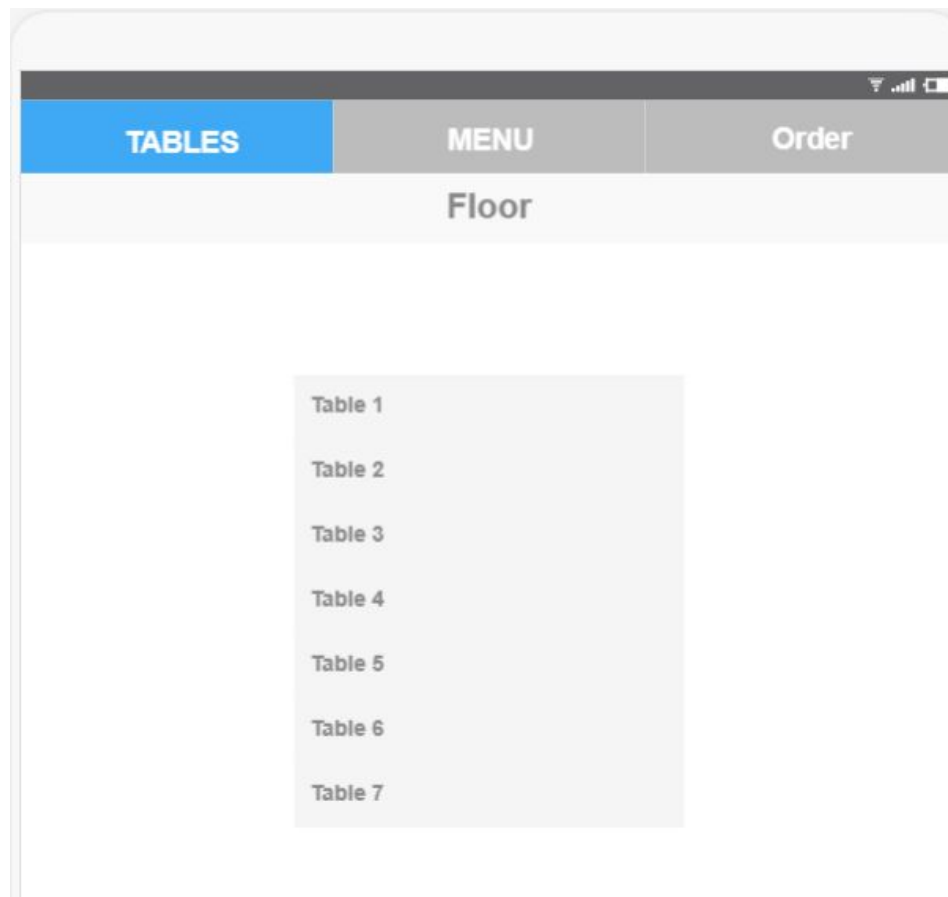 TABLES MENU Order
Floor
Table 1
Table 2
Table 3
Table 4
Table 5
Table 6
Table 7